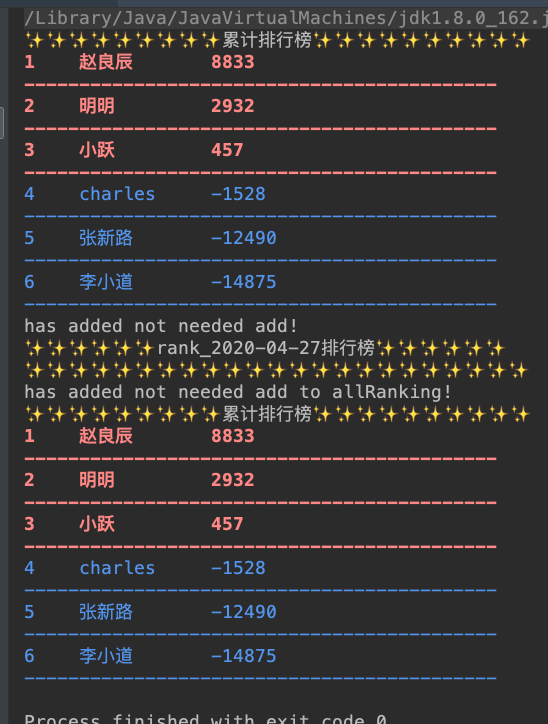 /Library/Java/JavaVirtualMachines/jdk1.8.0_162.j
✨✨✨✨✨✨✨✨✨累计排行榜✨✨✨✨✨✨✨✨✨✨
1 赵良辰 8833
-------------------------------------------
2 明明 2932
-------------------------------------------
3 小跃 457
-------------------------------------------
4 charles -1528
-------------------------------------------
5 张新路 -12490
-------------------------------------------
6 李小道 -14875
-------------------------------------------
has added not needed add!
✨✨✨✨✨✨rank_2020-04-27排行榜✨✨✨✨✨✨
✨✨✨✨✨✨✨✨✨✨✨✨✨✨✨✨✨✨✨✨✨✨✨
has added not needed add to allRanking!
✨✨✨✨✨✨✨✨✨累计排行榜✨✨✨✨✨✨✨✨✨✨
1 赵良辰 8833
-------------------------------------------
2 明明 2932
-------------------------------------------
3 小跃 457
-------------------------------------------
4 charles -1528
-------------------------------------------
5 张新路 -12490
-------------------------------------------
6 李小道 -14875
-------------------------------------------
Process finished with exit code 0